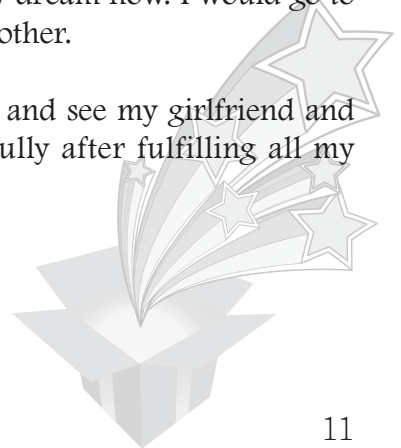 dream now. I would go to
other.
and see my girlfriend and
ully after fulfilling all my
11